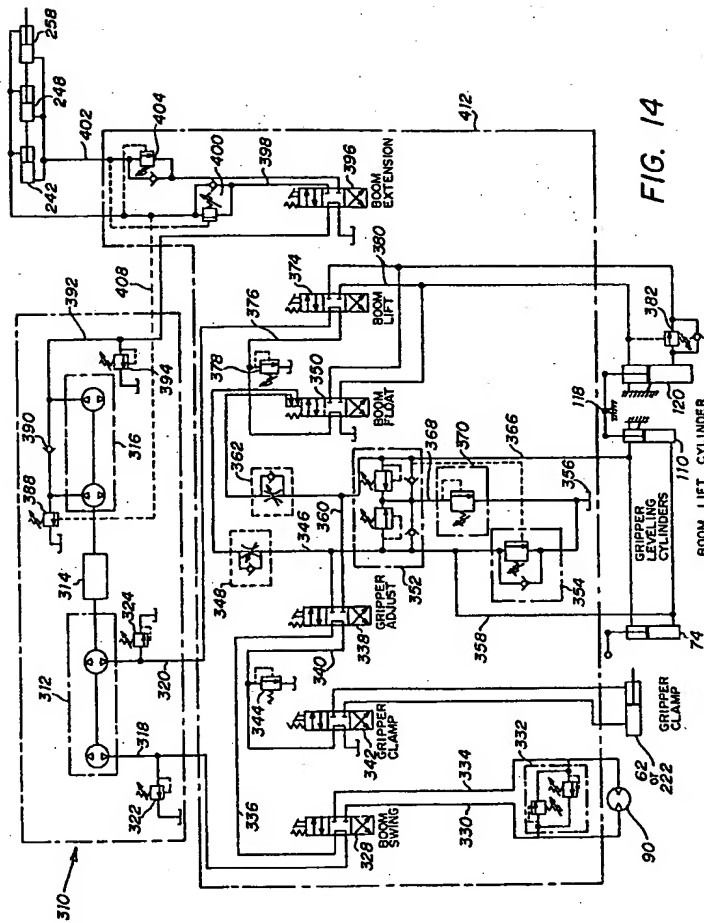 310
312
318
322
320
324
314
316
388
390
392
394
408
242
248
258
402
404
400
398
396
BOOM
EXTENSION
412
374
376
BOOM
LIFT
380
378
350
BOOM
FLOAT
362
348
346
360
352
368
370
366
356
354
358
338
GRIPPER
ADJUST
340
344
342
GRIPPER
CLAMP
336
328
BOOM
SWING
330
334
332
90
62
or
222
GRIPPER
CLAMP
74
GRIPPER
LEVELING
CYLINDERS
110
118
120
382
BOOM LIFT CYLINDER
FIG. 14